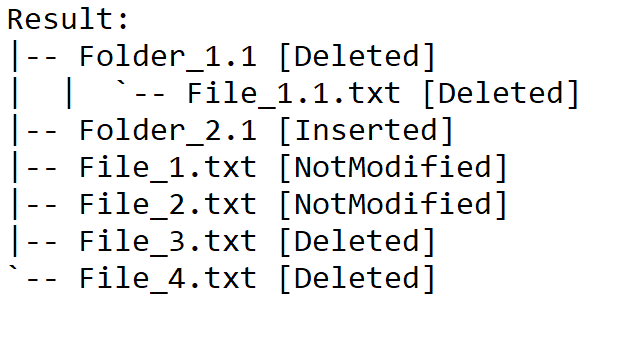 Result:
|-- Folder_1.1 [Deleted]
|  |  `-- File_1.1.txt [Deleted]
|-- Folder_2.1 [Inserted]
|-- File_1.txt [NotModified]
|-- File_2.txt [NotModified]
|-- File_3.txt [Deleted]
`-- File_4.txt [Deleted]